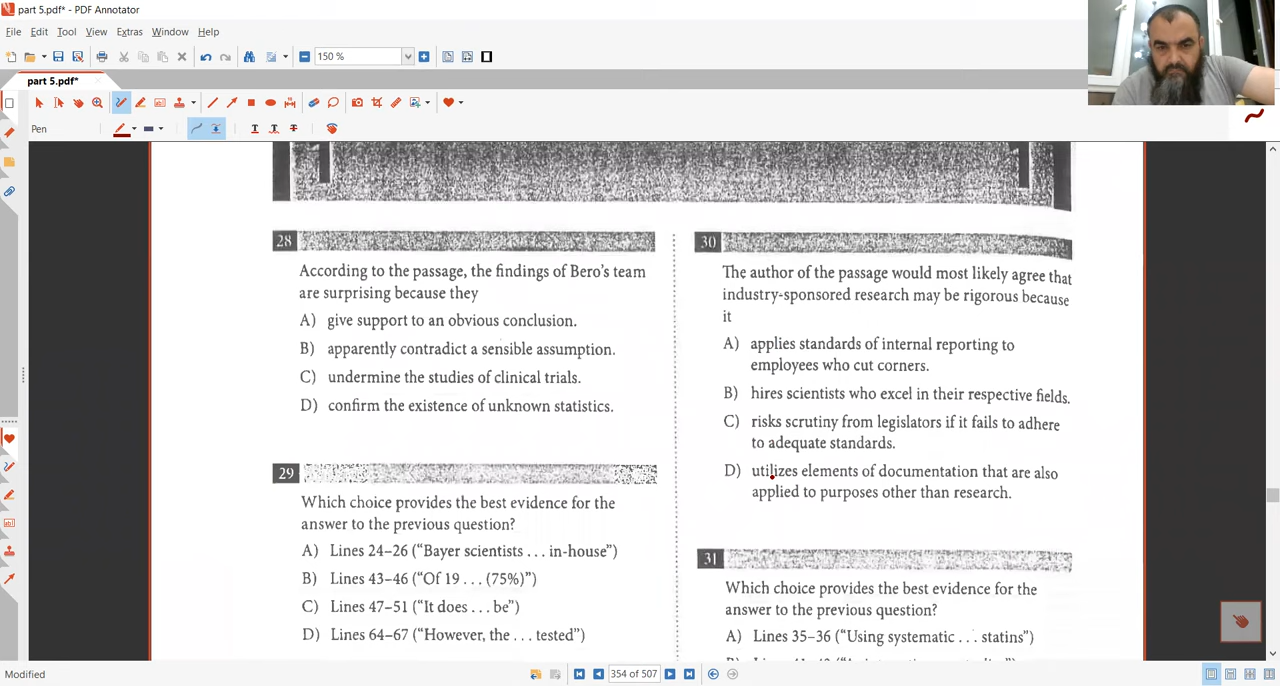 part 5.pdf* - PDF Annotator
File Edit Tool View Extras Window Help
150 %
part 5.pdf*
Pen
28
According to the passage, the findings of Bero's team
are surprising because they
A) give support to an obvious conclusion.
B) apparently contradict a sensible assumption.
C) undermine the studies of clinical trials.
D) confirm the existence of unknown statistics.
29
Which choice provides the best evidence for the
answer to the previous question?
A) Lines 24–26 ("Bayer scientists . . . in-house")
B) Lines 43–46 ("Of 19 . . . (75%)")
C) Lines 47–51 ("It does . . . be")
D) Lines 64–67 ("However, the . . . tested")
30
The author of the passage would most likely agree that
industry-sponsored research may be rigorous because
it
A) applies standards of internal reporting to
employees who cut corners.
B) hires scientists who excel in their respective fields.
C) risks scrutiny from legislators if it fails to adhere
to adequate standards.
D) utilizes elements of documentation that are also
applied to purposes other than research.
31
Which choice provides the best evidence for the
answer to the previous question?
A) Lines 35–36 ("Using systematic . . . statins")
Modified
354 of 507